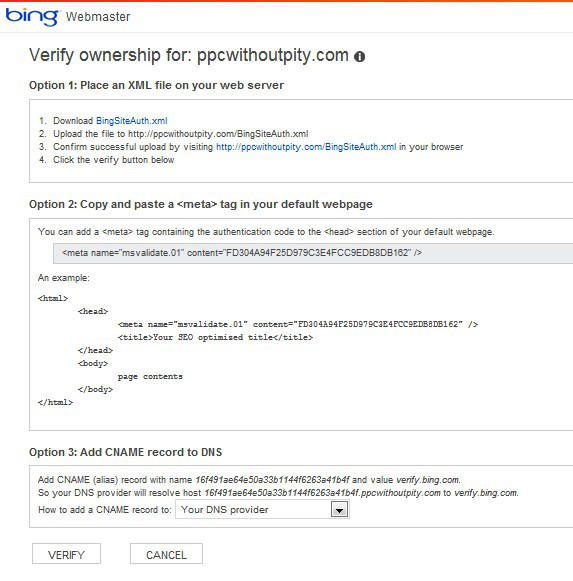 bing Webmaster
Verify ownership for: ppcwithoutpity.com
Option 1: Place an XML file on your web server
1. Download BingSiteAuth.xml
2. Upload the file to http://ppcwithoutpity.com/BingSiteAuth.xml
3. Confirm successful upload by visiting http://ppcwithoutpity.com/BingSiteAuth.xml in your browser
4. Click the verify button below
Option 2: Copy and paste a <meta> tag in your default webpage
You can add a <meta> tag containing the authentication code to the <head> section of your default webpage.
<meta name="msvalidate.01" content="FD304A94F25D979C3E4FCC9EDB8DB162" />
An example:
<html>
<head>
<meta name="msvalidate.01" content="FD304A94F25D979C3E4FCC9EDB8DB162" />
<title>Your SEO optimized title</title>
</head>
<body>
page contents
</body>
</html>
Option 3: Add CNAME record to DNS
Add CNAME (alias) record with name 16f491ae64e50a33b1144f6263a41b4f and value verify.bing.com.
So your DNS provider will resolve host 16f491ae64e50a33b1144f6263a41b4f.ppcwithoutpity.com to verify.bing.com.
How to add a CNAME record to: Your DNS provider
VERIFY CANCEL